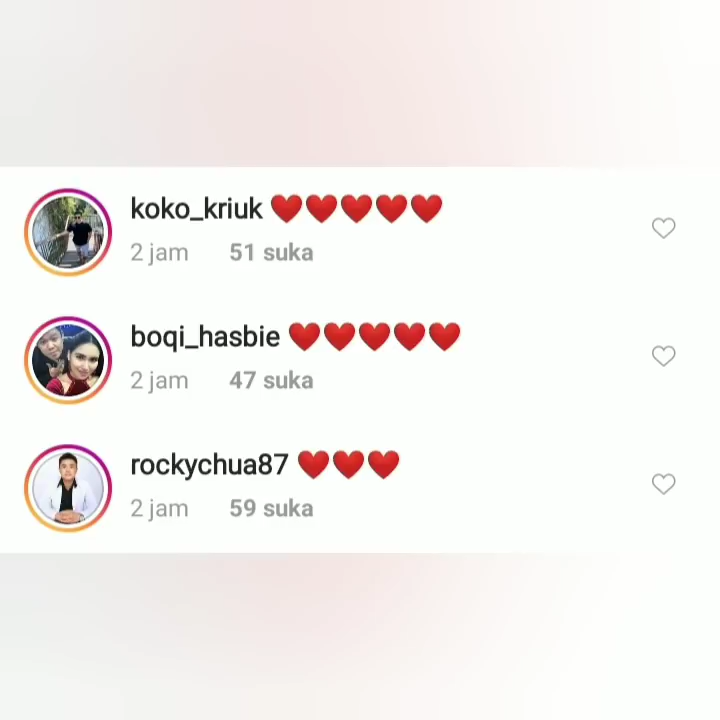 koko_kriuk ❤️❤️❤️❤️❤️
2 jam 51 suka
boqi_hasbie ❤️❤️❤️❤️❤️
2 jam 47 suka
rockychua87 ❤️❤️❤️
2 jam 59 suka